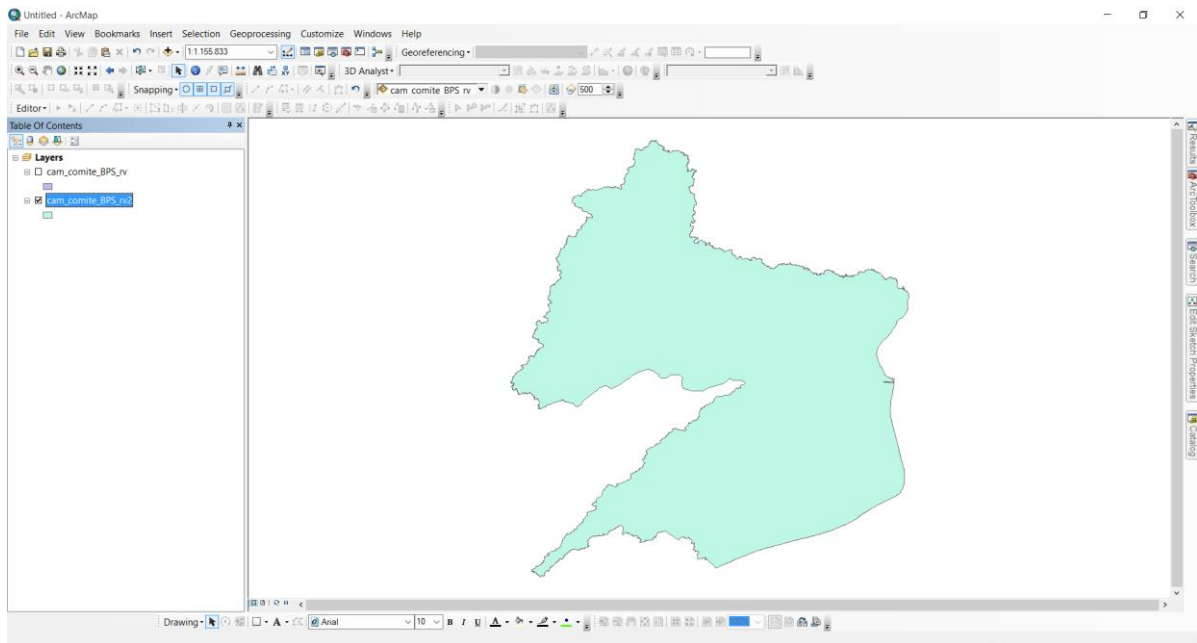 Untitled - ArcMap
File Edit View Bookmarks Insert Selection Geoprocessing Customize Windows Help
1:1.155.833 Georeferencing
3D Analyst
Snapping cam comite BPS rv 500
Editor
Table Of Contents
Layers
cam_comite_BPS_rv
cam_comite_BPS_rv2
Results
ArcToolbox
Search
Edit Sketch Properties
Catalog
Drawing A Arial 10 B I U A